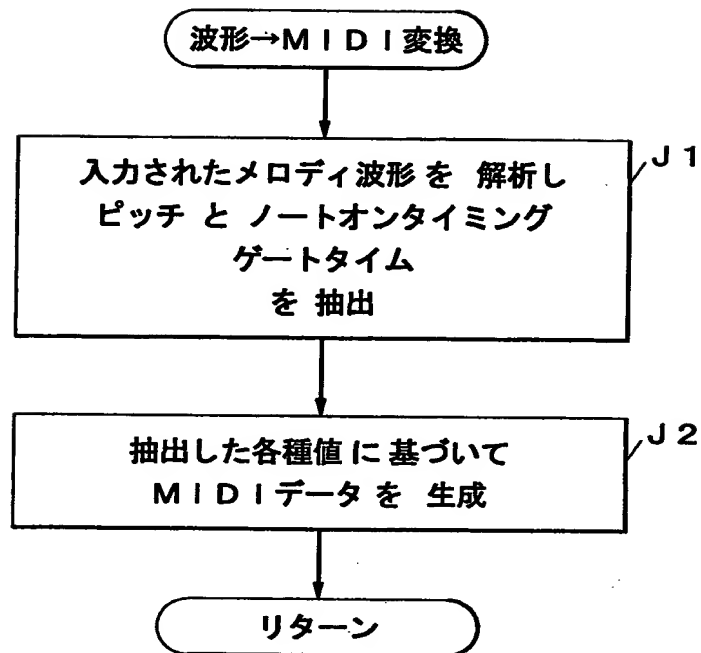 波形→MIDI変換
J1
入力されたメロディ波形を 解析し
ピッチ と ノートオンタイミング
ゲートタイム
を 抽出
J2
抽出した各種値に基づいて
MIDIデータを 生成
リターン